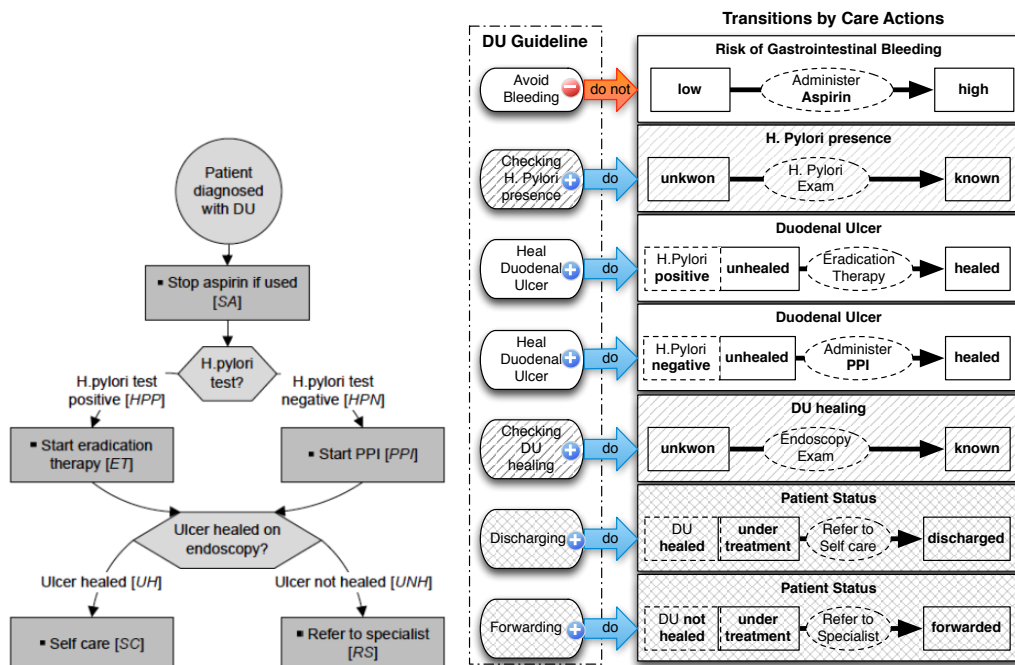 Patient
diagnosed
with DU
▪ Stop aspirin if used
[SA]
H.pylori
test?
H.pylori test
positive [HPP]
H.pylori test
negative [HPN]
▪ Start eradication
therapy [ET]
▪ Start PPI [PPI]
Ulcer healed on
endoscopy?
Ulcer healed [UH]
Ulcer not healed [UNH]
▪ Self care [SC]
▪ Refer to specialist
[RS]
DU Guideline
Transitions by Care Actions
Avoid
Bleeding
do not
Risk of Gastrointestinal Bleeding
low
Administer
Aspirin
high
Checking
H. Pylori
presence
do
H. Pylori presence
unkwon
H. Pylori
Exam
known
Heal
Duodenal
Ulcer
do
Duodenal Ulcer
H.Pylori
positive
unhealed
Eradication
Therapy
healed
Heal
Duodenal
Ulcer
do
Duodenal Ulcer
H.Pylori
negative
unhealed
Administer
PPI
healed
Checking
DU
healing
do
DU healing
unkwon
Endoscopy
Exam
known
Discharging
do
Patient Status
DU
healed
under
treatment
Refer to
Self care
discharged
Forwarding
do
Patient Status
DU not
healed
under
treatment
Refer to
Specialist
forwarded